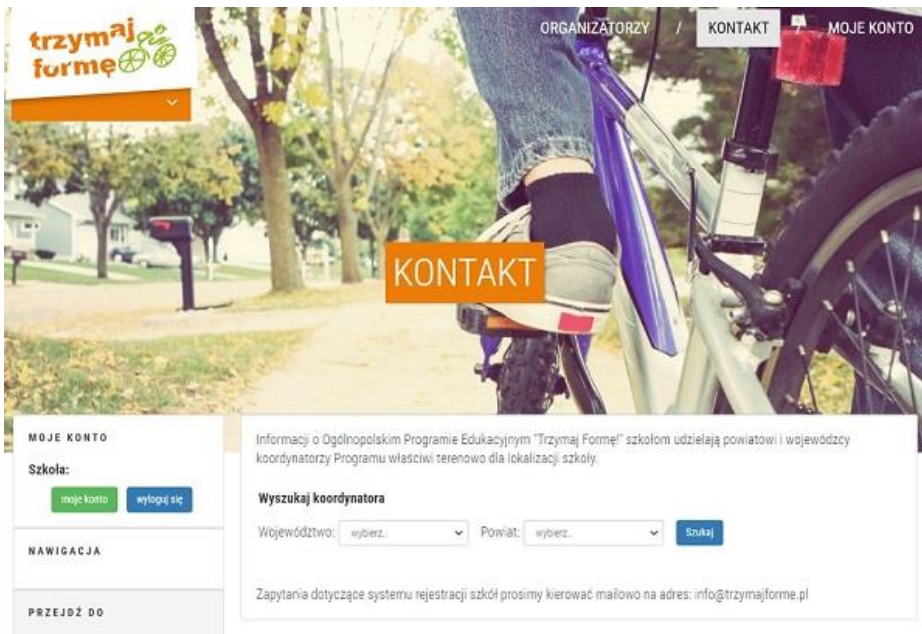 trzymaj
formę
ORGANIZATORZY / KONTAKT / MOJE KONTO
KONTAKT
MOJE KONTO
Szkoła:
moje konto wyloguj się
NAWIGACJA
PRZEJDŹ DO
Informacji o Ogólnopolskim Programie Edukacyjnym "Trzymaj Formę!" szkołom udzielają powiatowi i wojewódzcy
koordynatorzy Programu właściwi terenowo dla lokalizacji szkoły.
Wyszukaj koordynatora
Województwo: wybierz.. Powiat: wybierz.. Szukaj
Zapytania dotyczące systemu rejestracji szkół prosimy kierować mailowo na adres: info@trzymajforme.pl